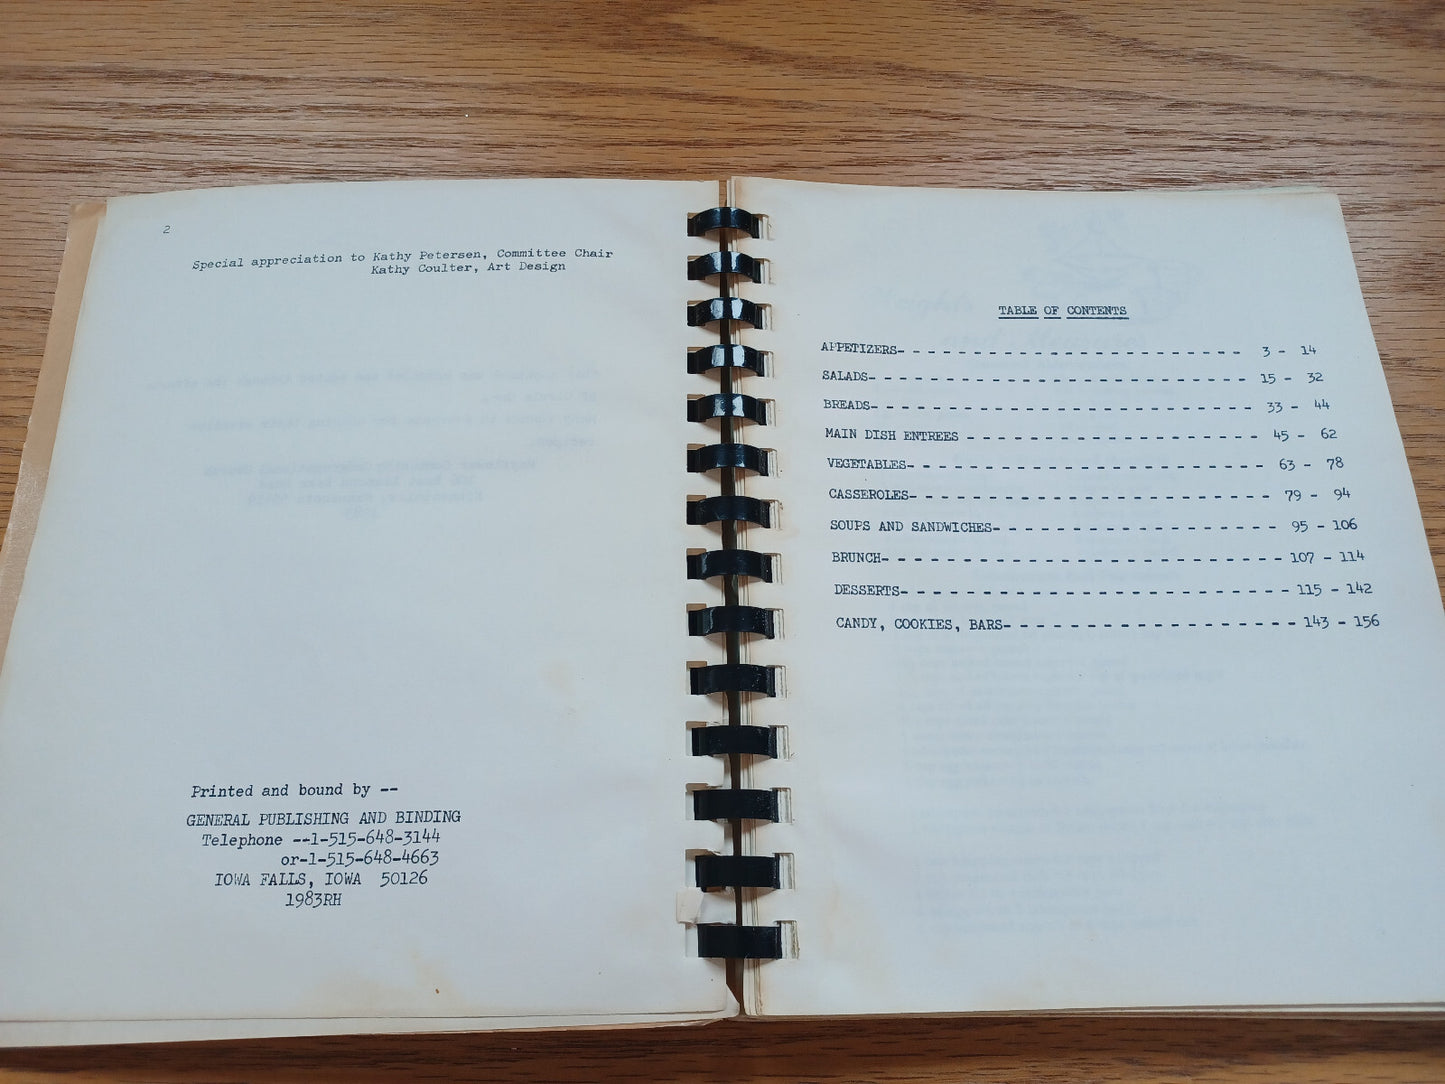 2
Special appreciation to Kathy Petersen, Committee Chair
Kathy Coulter, Art Design
Printed and bound by --
GENERAL PUBLISHING AND BINDING
Telephone --1-515-648-3144
or-1-515-648-4663
IOWA FALLS, IOWA 50126
1983RH
TABLE OF CONTENTS
APPETIZERS- - - - - - - - - - - - - - - - - - - - - 3 - 14
SALADS- - - - - - - - - - - - - - - - - - - - - - - 15 - 32
BREADS- - - - - - - - - - - - - - - - - - - - - - - 33 - 44
MAIN DISH ENTREES - - - - - - - - - - - - - - - - - - 45 - 62
VEGETABLES- - - - - - - - - - - - - - - - - - - - - - 63 - 78
CASSEROLES- - - - - - - - - - - - - - - - - - - - - - 79 - 94
SOUPS AND SANDWICHES- - - - - - - - - - - - - - - - - - 95 - 106
BRUNCH- - - - - - - - - - - - - - - - - - - - - - - - 107 - 114
DESSERTS- - - - - - - - - - - - - - - - - - - - - - - - 115 - 142
CANDY, COOKIES, BARS- - - - - - - - - - - - - - - - - - 143 - 156